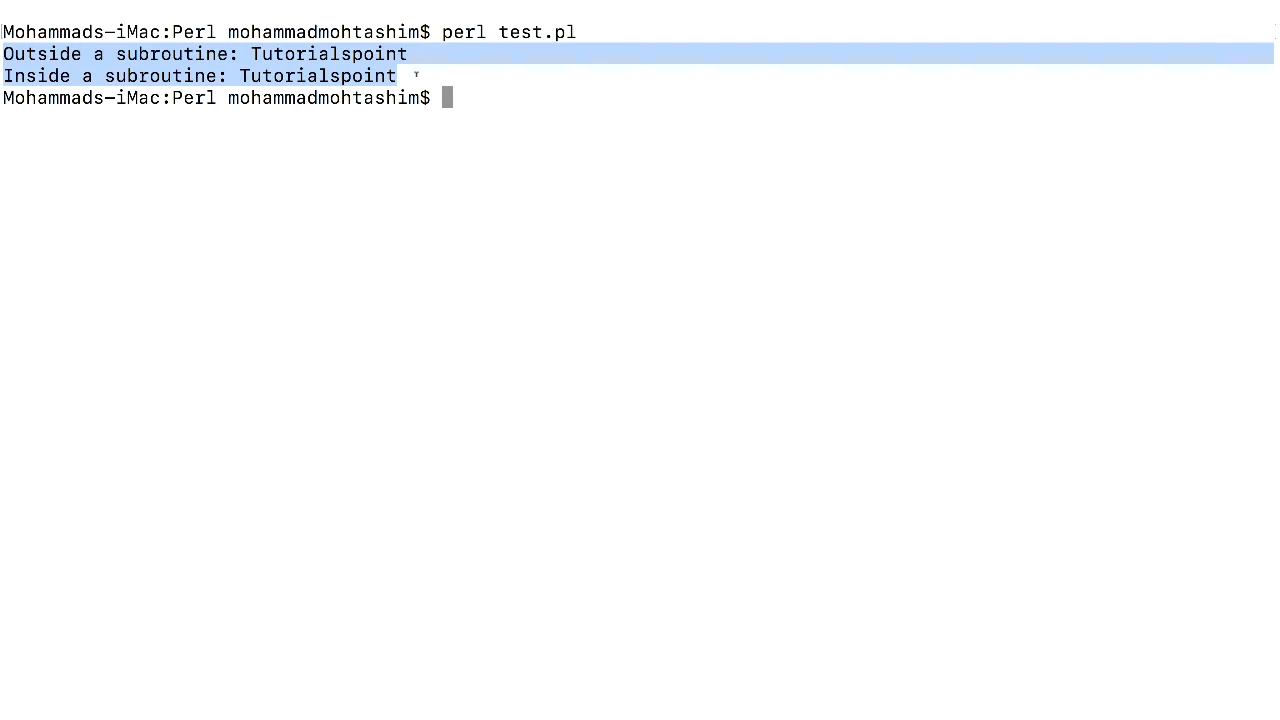 Mohammads-iMac:Perl mohammadmohtashim$ perl test.pl
Outside a subroutine: Tutorialspoint
Inside a subroutine: Tutorialspoint
Mohammads-iMac:Perl mohammadmohtashim$